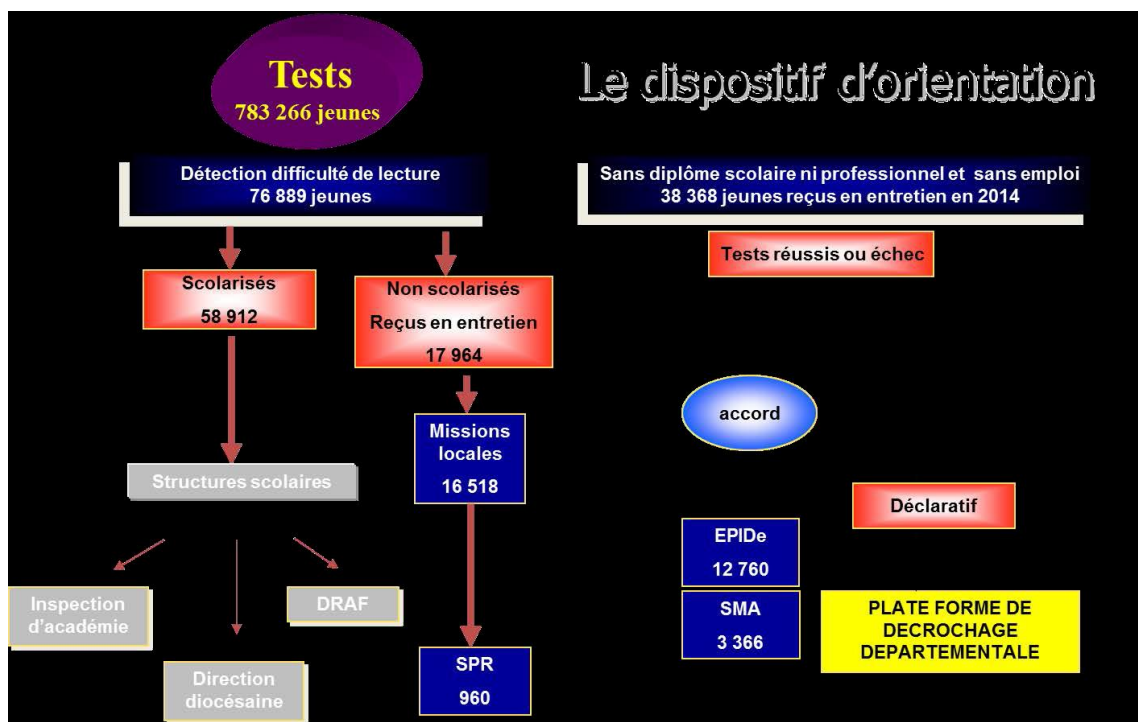 Tests
783 266 jeunes
Le dispositif d'orientation
Détection difficulté de lecture
76 889 jeunes
Sans diplôme scolaire ni professionnel et sans emploi
38 368 jeunes reçus en entretien en 2014
Tests réussis ou échec
Scolarisés
58 912
Non scolarisés
Reçus en entretien
17 964
accord
Missions
locales
16 518
Structures scolaires
Déclaratif
EPIDe
12 760
Inspection
d'académie
DRAF
SMA
3 366
PLATE FORME DE
DECROCHAGE
DEPARTEMENTALE
Direction
diocésaine
SPR
960